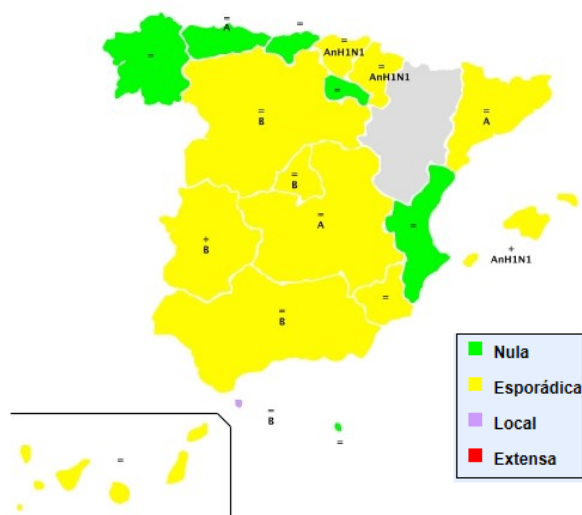 =
A
=
=
AnH1N1
=
AnH1N1
=
=
=
B
=
A
=
B
+
B
=
A
=
=
+
AnH1N1
=
B
=
B
=
=
Nula
Esporádica
Local
Extensa